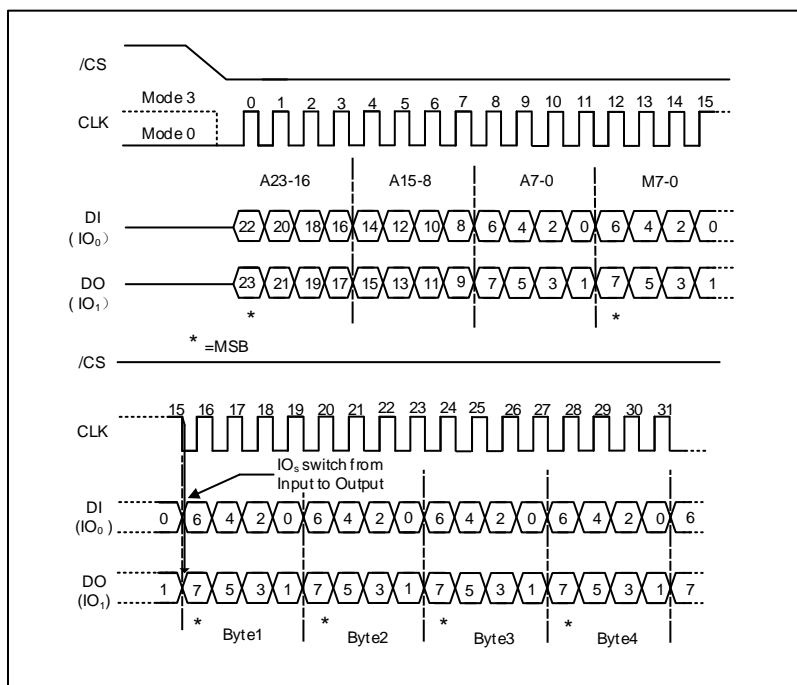 /CS
Mode 3
CLK
Mode 0
0 1 2 3 4 5 6 7 8 9 10 11 12 13 14 15
A23-16 A15-8 A7-0 M7-0
DI
( IO₀)
22 20 18 16 14 12 10 8 6 4 2 0 6 4 2 0
DO
( IO₁)
23 21 19 17 15 13 11 9 7 5 3 1 7 5 3 1
* *
* =MSB
/CS
15 16 17 18 19 20 21 22 23 24 25 26 27 28 29 30 31
CLK
IOₛ switch from
Input to Output
DI
(IO₀ )
0 6 4 2 0 6 4 2 0 6 4 2 0 6 4 2 0 6
DO
(IO₁)
1 7 5 3 1 7 5 3 1 7 5 3 1 7 5 3 1 7
* * * *
Byte1 Byte2 Byte3 Byte4